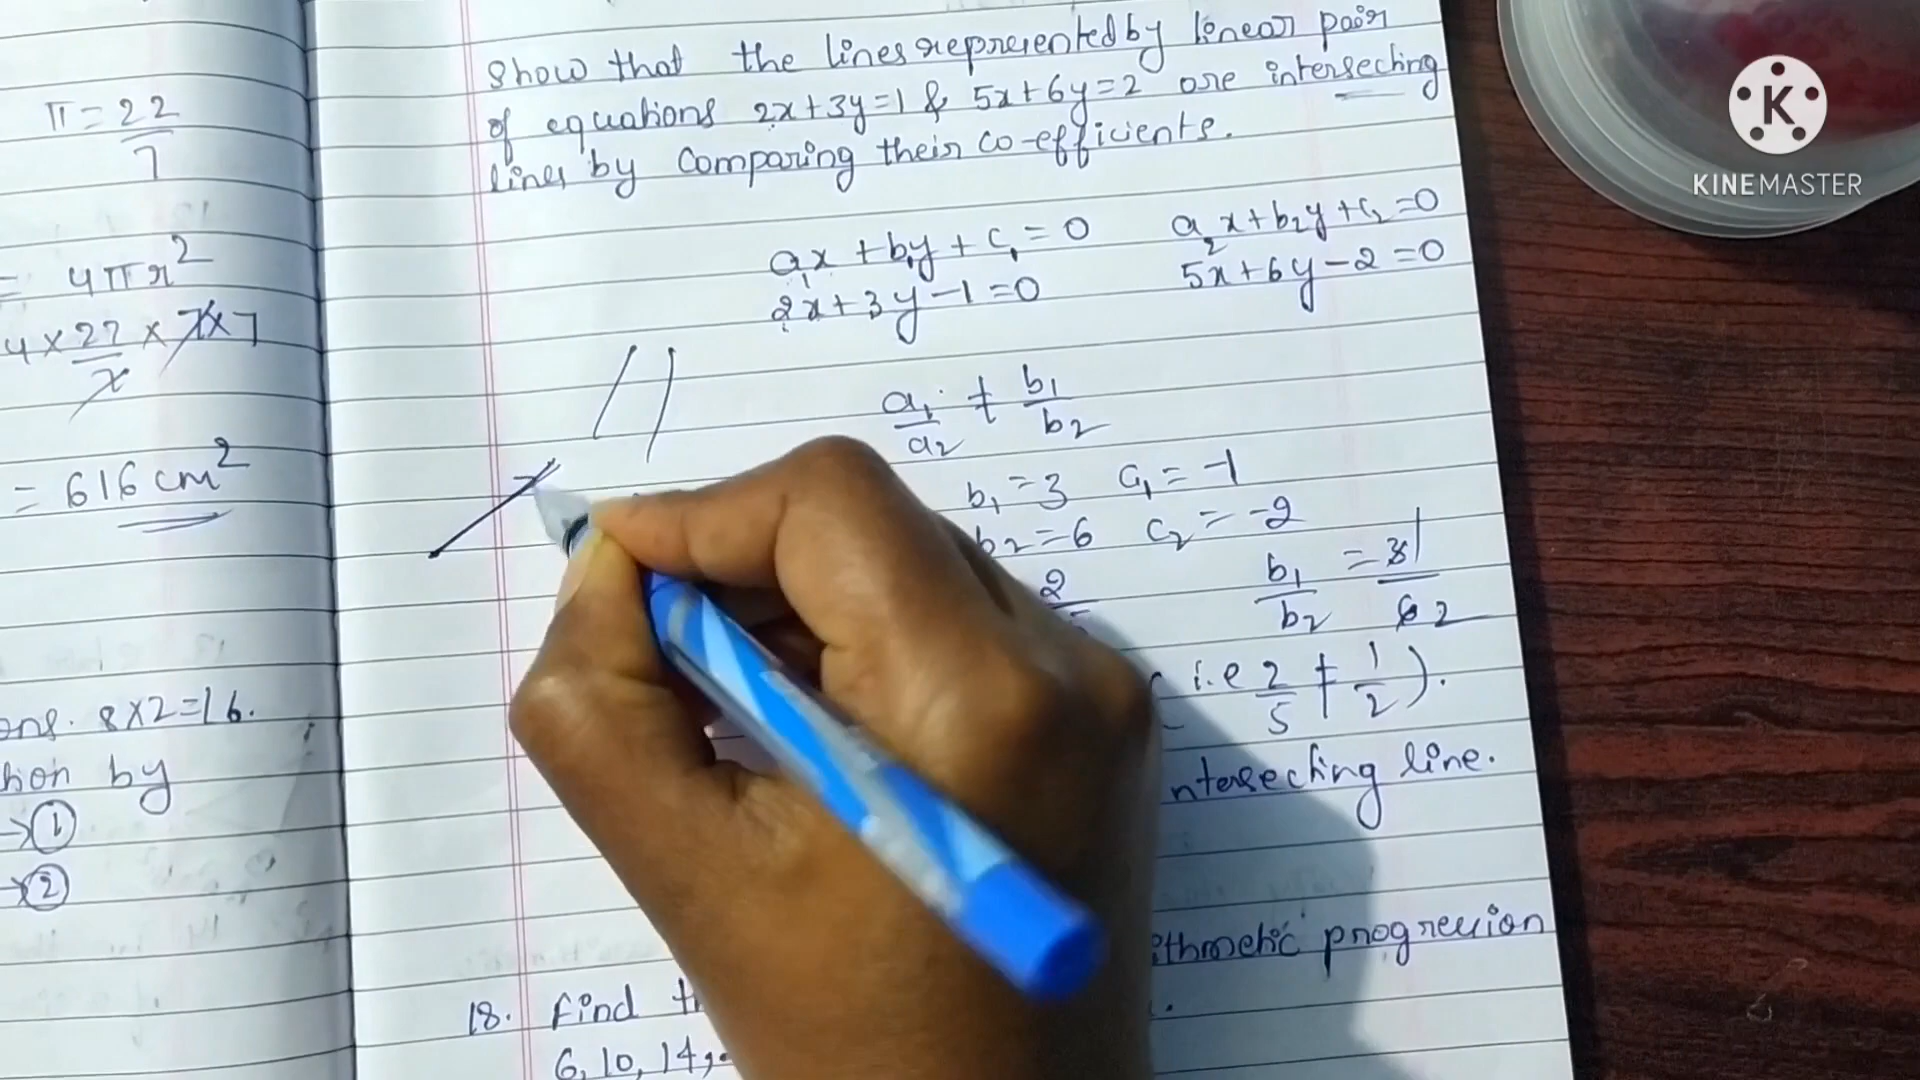 π = 22
7
= 4πr²
4 × 22 × 7 × 7
7
= 616 cm²
ons. 8×2=16.
tion by
→ ①
→ ②
Show that the lines represented by linear pair
of equations 2x+3y=1 & 5x+6y=2 are intersecting
lines by comparing their co-efficients.
a₁x + b₁y + c₁ = 0 a₂x + b₂y + c₂ = 0
2x + 3y - 1 = 0 5x + 6y - 2 = 0
a₁ ≠ b₁
a₂ b₂
b₁ = 3 C₁ = -1
b₂ = 6 C₂ = -2
2 b₁ = 3 1
b₂ 6 2
i.e 2 ≠ 1 ).
5 2
ntersecting line.
ithmetic progression
18. Find
6, 10, 14,
KINEMASTER